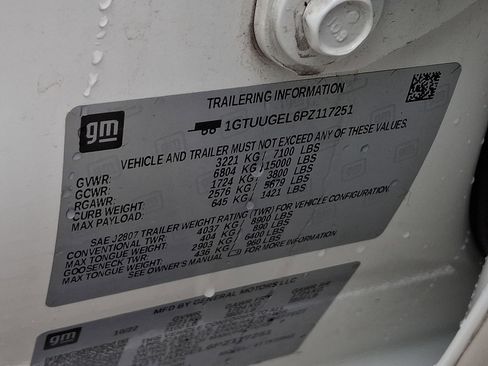 TRAILERING INFORMATION
gm
1GTUUGEL6PZ117251
VEHICLE AND TRAILER MUST NOT EXCEED ANY OF THESE VALUES.
GVWR: 3221 KG / 7100 LBS
GCWR: 6804 KG / 15000 LBS
RGAWR: 1724 KG / 3800 LBS
CURB WEIGHT: 2576 KG / 5679 LBS
MAX PAYLOAD: 645 KG / 1421 LBS
SAE J2807 TRAILER WEIGHT RATING (TWR) FOR VEHICLE CONFIGURATION.
CONVENTIONAL TWR: 4037 KG / 8900 LBS
MAX TONGUE WEIGHT: 404 KG / 890 LBS
GOOSENECK TWR: 2903 KG / 6400 LBS
MAX TONGUE WEIGHT: 436 KG / 960 LBS
SEE OWNER'S MANUAL
gm
MFD BY GENERAL MOTORS LLC
10/22